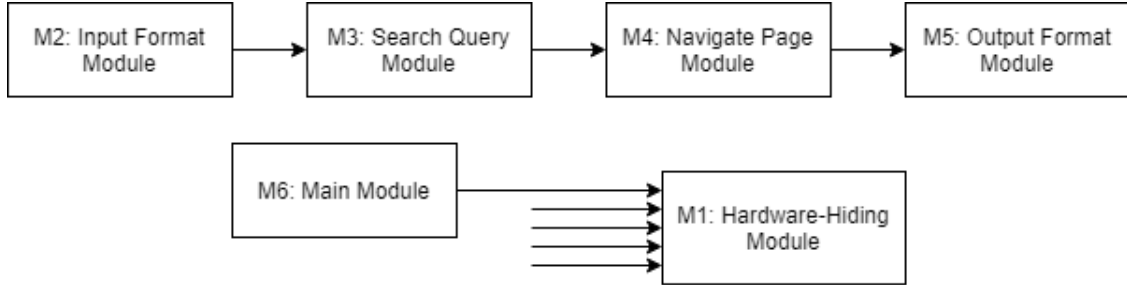 M2: Input Format
Module
M3: Search Query
Module
M4: Navigate Page
Module
M5: Output Format
Module
M6: Main Module
M1: Hardware-Hiding
Module